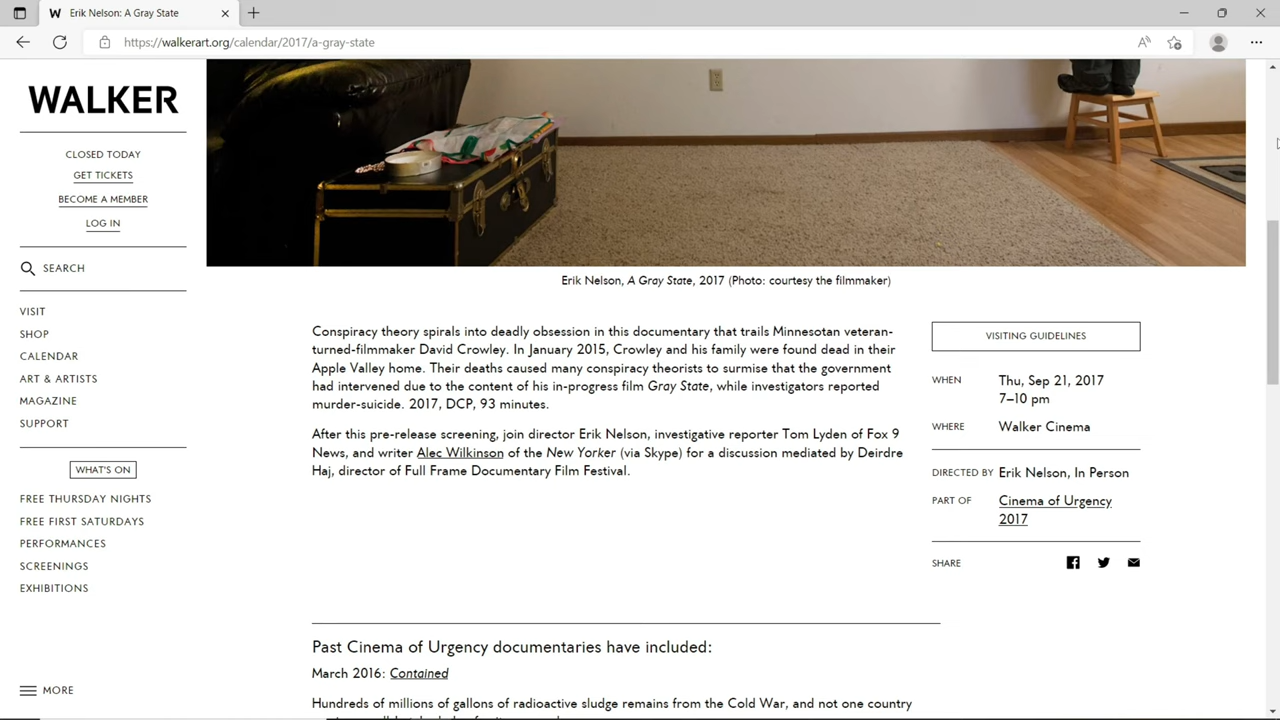 Erik Nelson: A Gray State
https://walkerart.org/calendar/2017/a-gray-state
WALKER
CLOSED TODAY
GET TICKETS
BECOME A MEMBER
LOG IN
SEARCH
VISIT
SHOP
CALENDAR
ART & ARTISTS
MAGAZINE
SUPPORT
WHAT'S ON
FREE THURSDAY NIGHTS
FREE FIRST SATURDAYS
PERFORMANCES
SCREENINGS
EXHIBITIONS
MORE
Erik Nelson, A Gray State, 2017 (Photo: courtesy the filmmaker)
Conspiracy theory spirals into deadly obsession in this documentary that trails Minnesotan veteran-
turned-filmmaker David Crowley. In January 2015, Crowley and his family were found dead in their
Apple Valley home. Their deaths caused many conspiracy theorists to surmise that the government
had intervened due to the content of his in-progress film Gray State, while investigators reported
murder-suicide. 2017, DCP, 93 minutes.
After this pre-release screening, join director Erik Nelson, investigative reporter Tom Lyden of Fox 9
News, and writer Alec Wilkinson of the New Yorker (via Skype) for a discussion mediated by Deirdre
Haj, director of Full Frame Documentary Film Festival.
VISITING GUIDELINES
WHEN Thu, Sep 21, 2017
7–10 pm
WHERE Walker Cinema
DIRECTED BY Erik Nelson, In Person
PART OF Cinema of Urgency
2017
SHARE
Past Cinema of Urgency documentaries have included:
March 2016: Contained
Hundreds of millions of gallons of radioactive sludge remains from the Cold War, and not one country